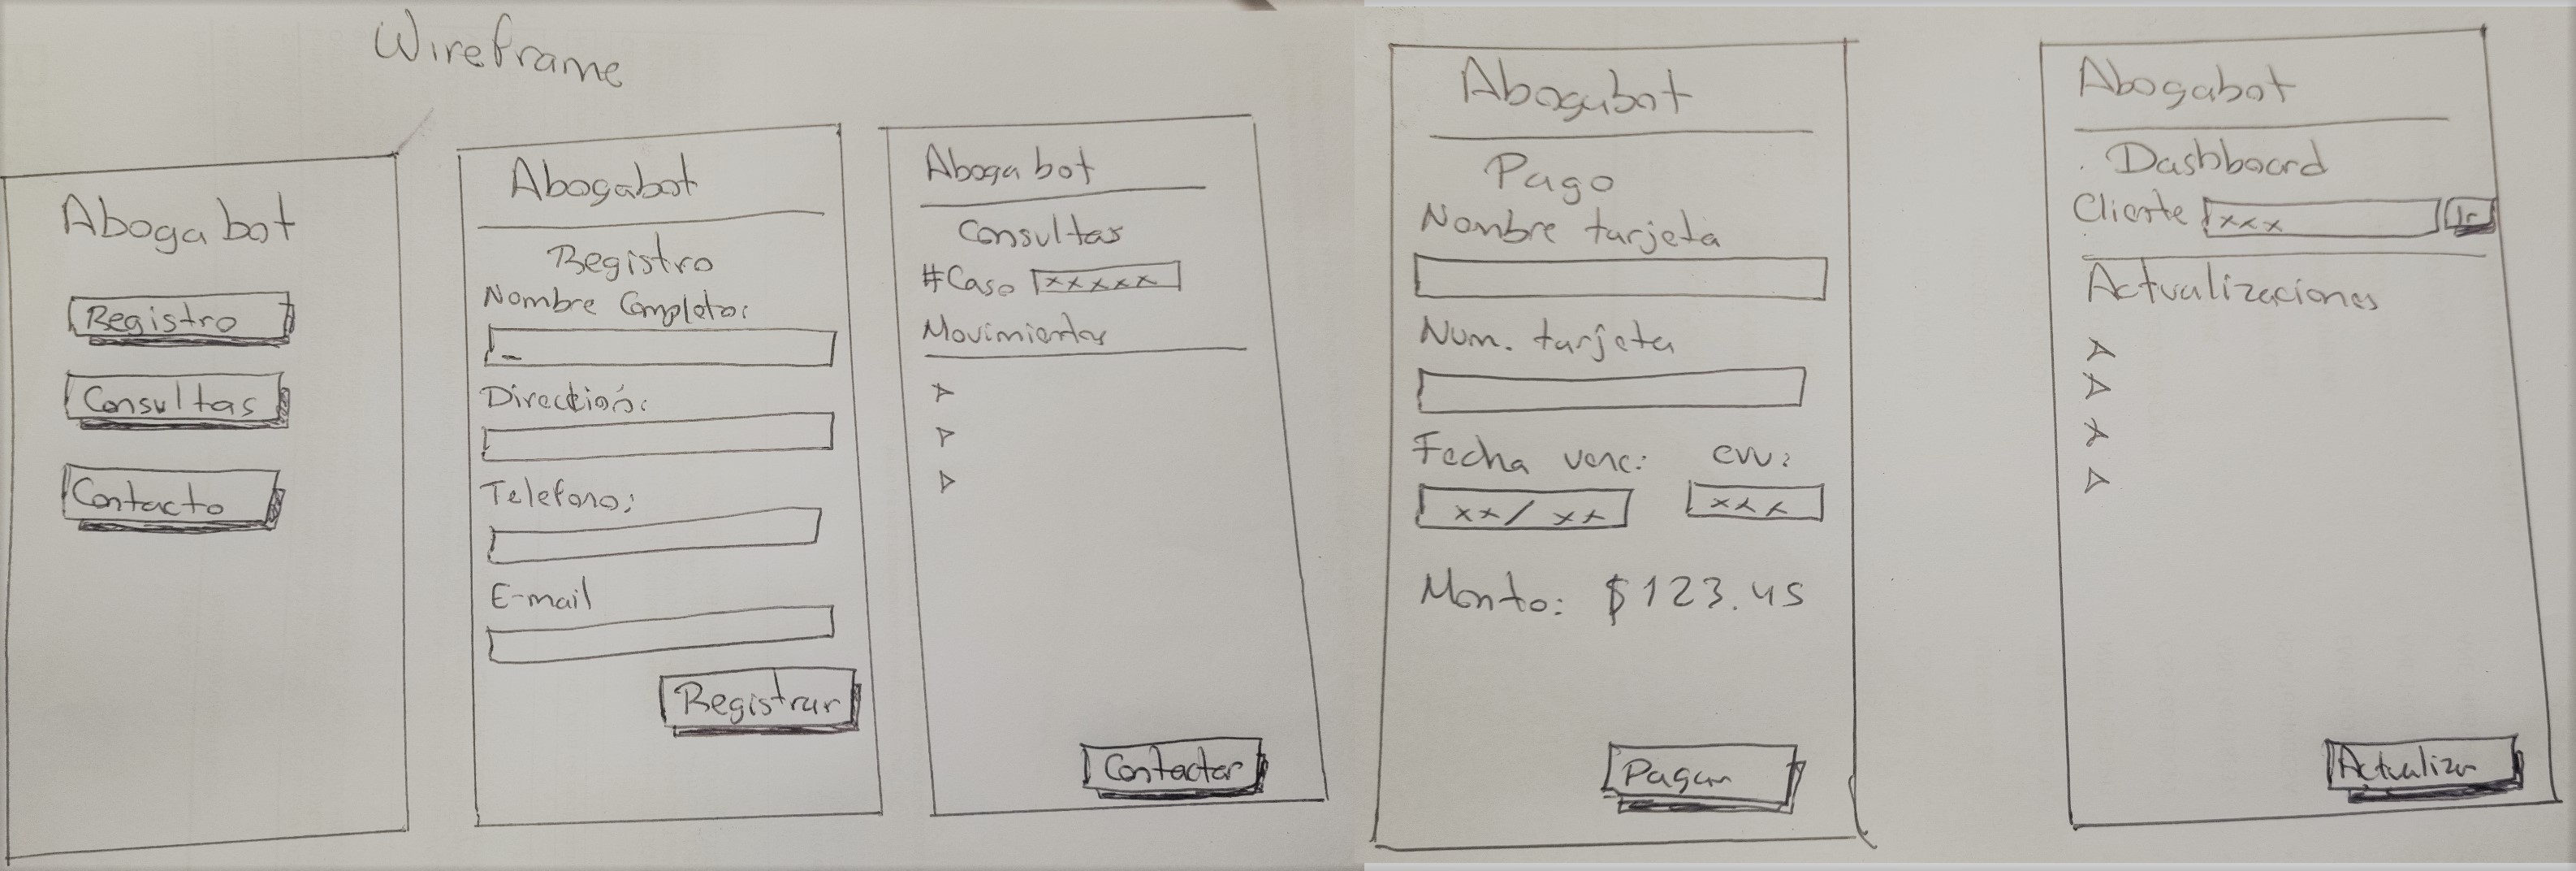 Wireframe
Abogabot
Registro
Consultas
Contacto
Abogabot
Registro
Nombre Completo:
Dirección:
Telefono:
E-mail
Registrar
Abogabot
Consultas
#Caso xxxxx
Movimientos
Contactar
Abogabot
Pago
Nombre tarjeta
Num. tarjeta
Fecha venc: cvv:
xx/xx xxx
Monto: $123.45
Pagar
Abogabot
Dashboard
Cliente xxx Ir
Actualizaciones
Actualizar